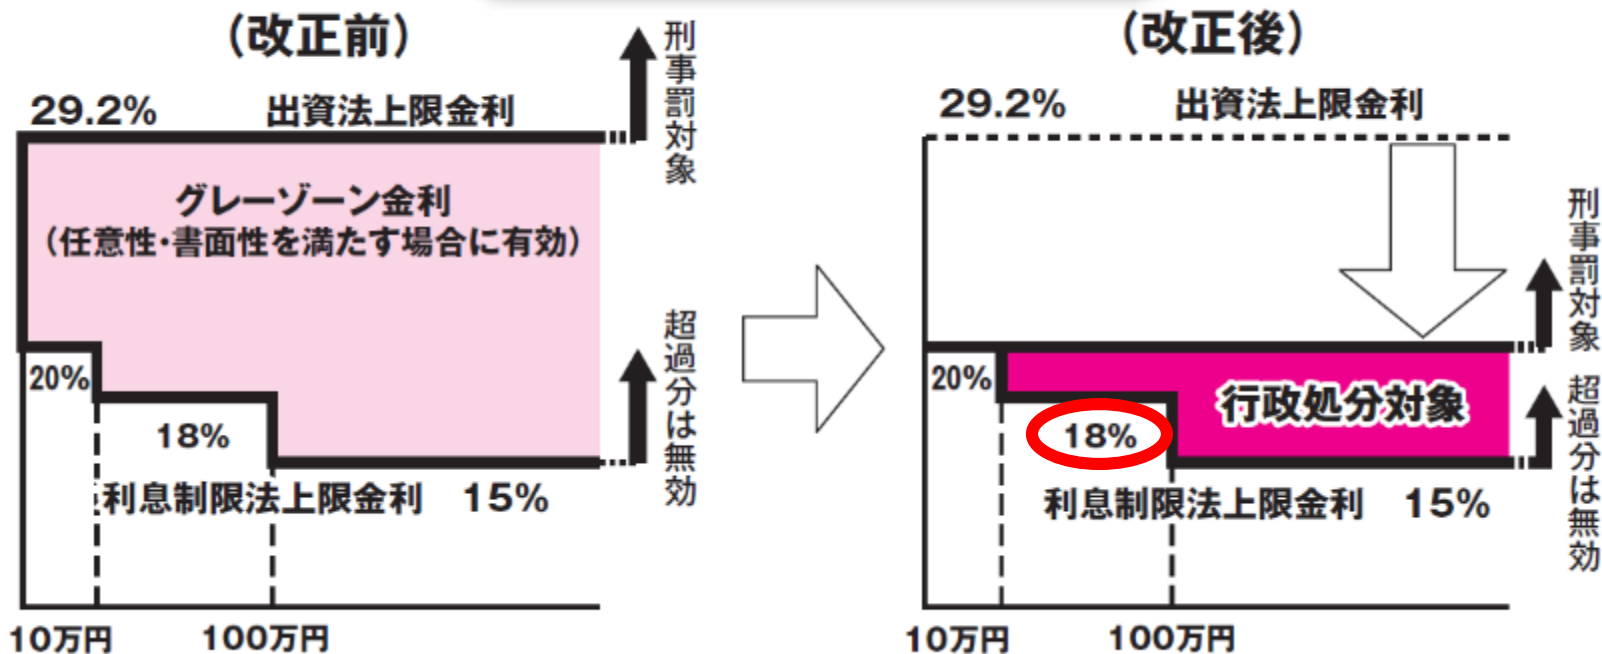 （改正前）
29.2%
出資法上限金利
刑事罰対象
グレーゾーン金利
（任意性・書面性を満たす場合に有効）
超過分は無効
20%
18%
利息制限法上限金利 15%
10万円
100万円
（改正後）
29.2%
出資法上限金利
刑事罰対象
20%
行政処分対象
18%
超過分は無効
利息制限法上限金利 15%
10万円
100万円